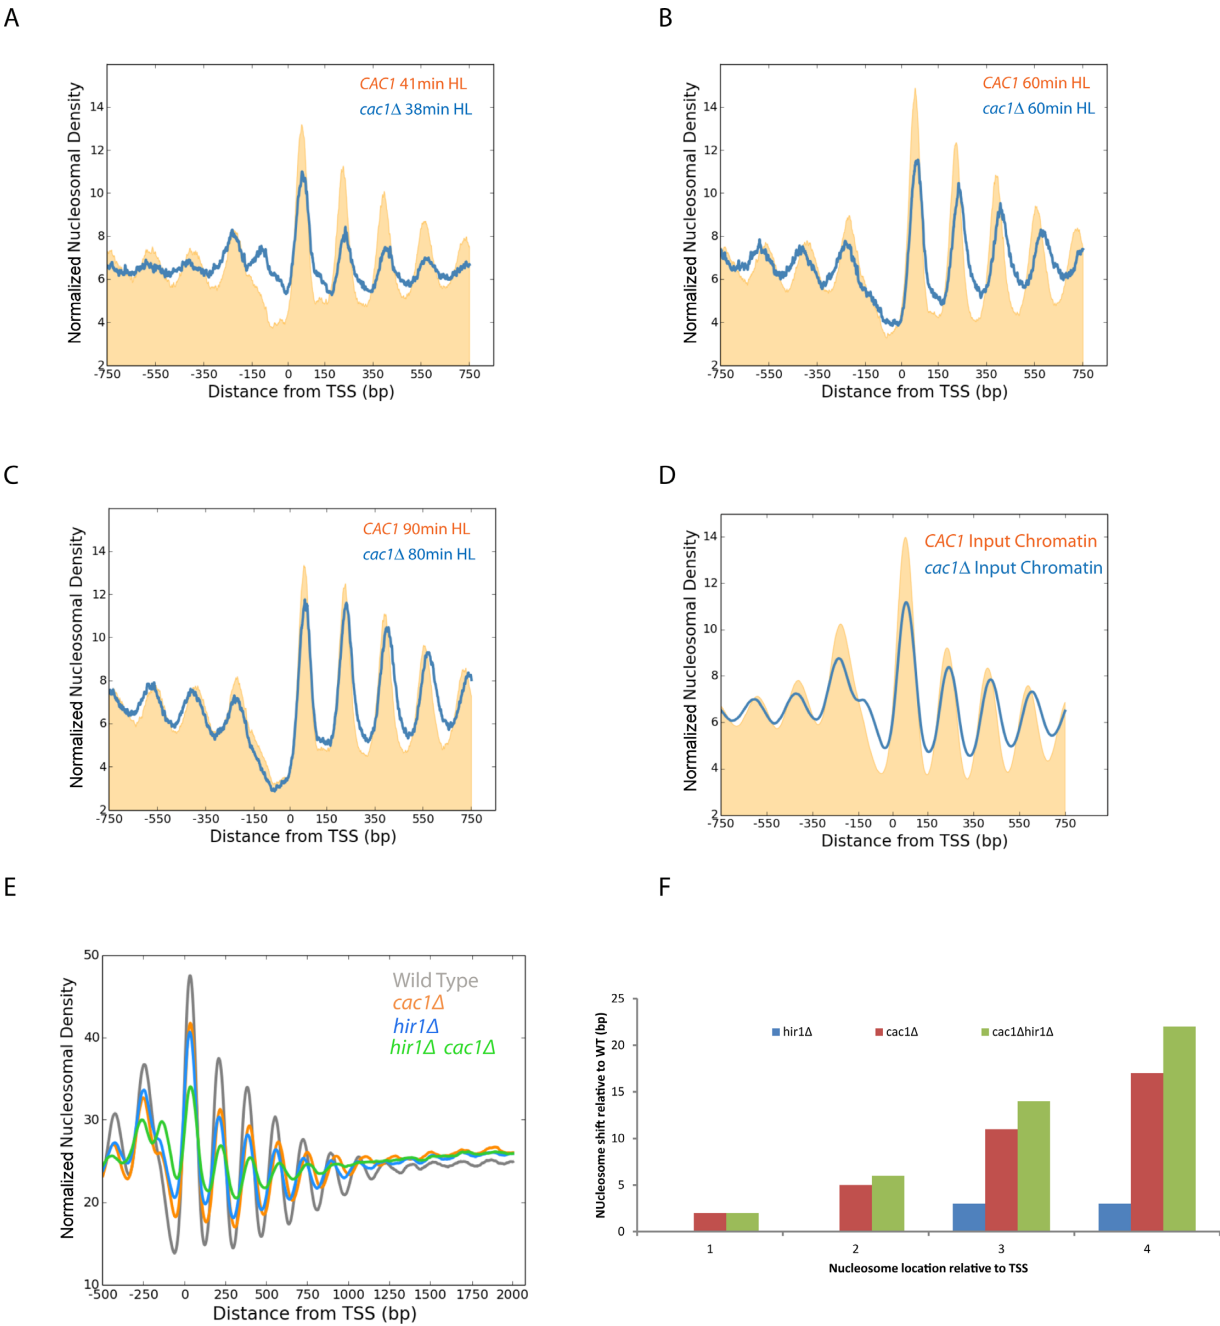 A
Normalized Nucleosomal Density
14
12
10
8
6
4
2
-750 -550 -350 -150 0 150 350 550 750
Distance from TSS (bp)
CAC1 41min HL
cac1Δ 38min HL
B
Normalized Nucleosomal Density
14
12
10
8
6
4
2
-750 -550 -350 -150 0 150 350 550 750
Distance from TSS (bp)
CAC1 60min HL
cac1Δ 60min HL
C
Normalized Nucleosomal Density
14
12
10
8
6
4
2
-750 -550 -350 -150 0 150 350 550 750
Distance from TSS (bp)
CAC1 90min HL
cac1Δ 80min HL
D
Normalized Nucleosomal Density
14
12
10
8
6
4
2
-750 -550 -350 -150 0 150 350 550 750
Distance from TSS (bp)
CAC1 Input Chromatin
cac1Δ Input Chromatin
E
Normalized Nucleosomal Density
50
40
30
20
10
-500 -250 0 250 500 750 1000 1250 1500 1750 2000
Distance from TSS (bp)
Wild Type
cac1Δ
hir1Δ
hir1Δ cac1Δ
F
NUcleosome shift relative to WT (bp)
25
20
15
10
5
0
1 2 3 4
Nucleosome location relative to TSS
hir1Δ cac1Δ cac1Δhir1Δ